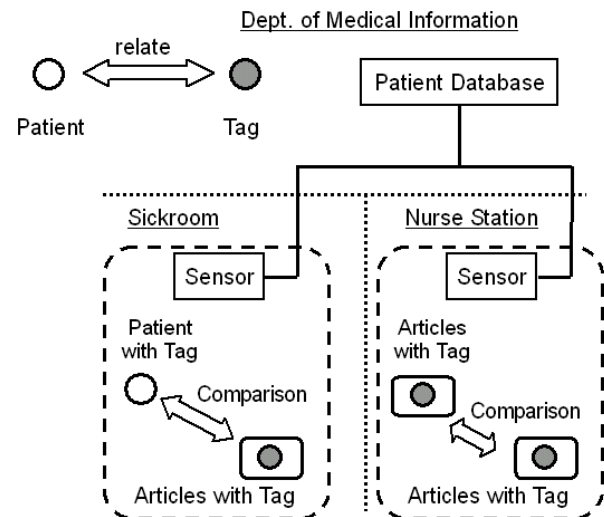 Dept. of Medical Information
relate
Patient
Tag
Patient Database
Sickroom
Sensor
Patient
with Tag
Comparison
Articles with Tag
Nurse Station
Sensor
Articles
with Tag
Comparison
Articles with Tag